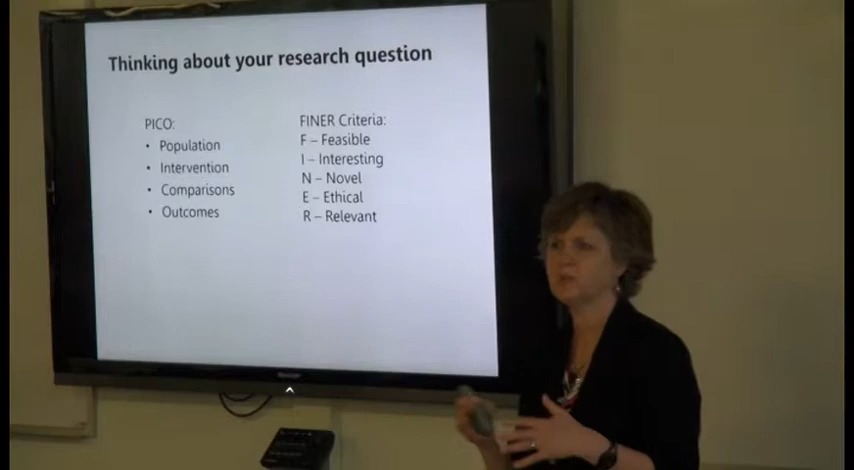 Thinking about your research question
PICO:
• Population
• Intervention
• Comparisons
• Outcomes
FINER Criteria:
F – Feasible
I – Interesting
N – Novel
E – Ethical
R – Relevant